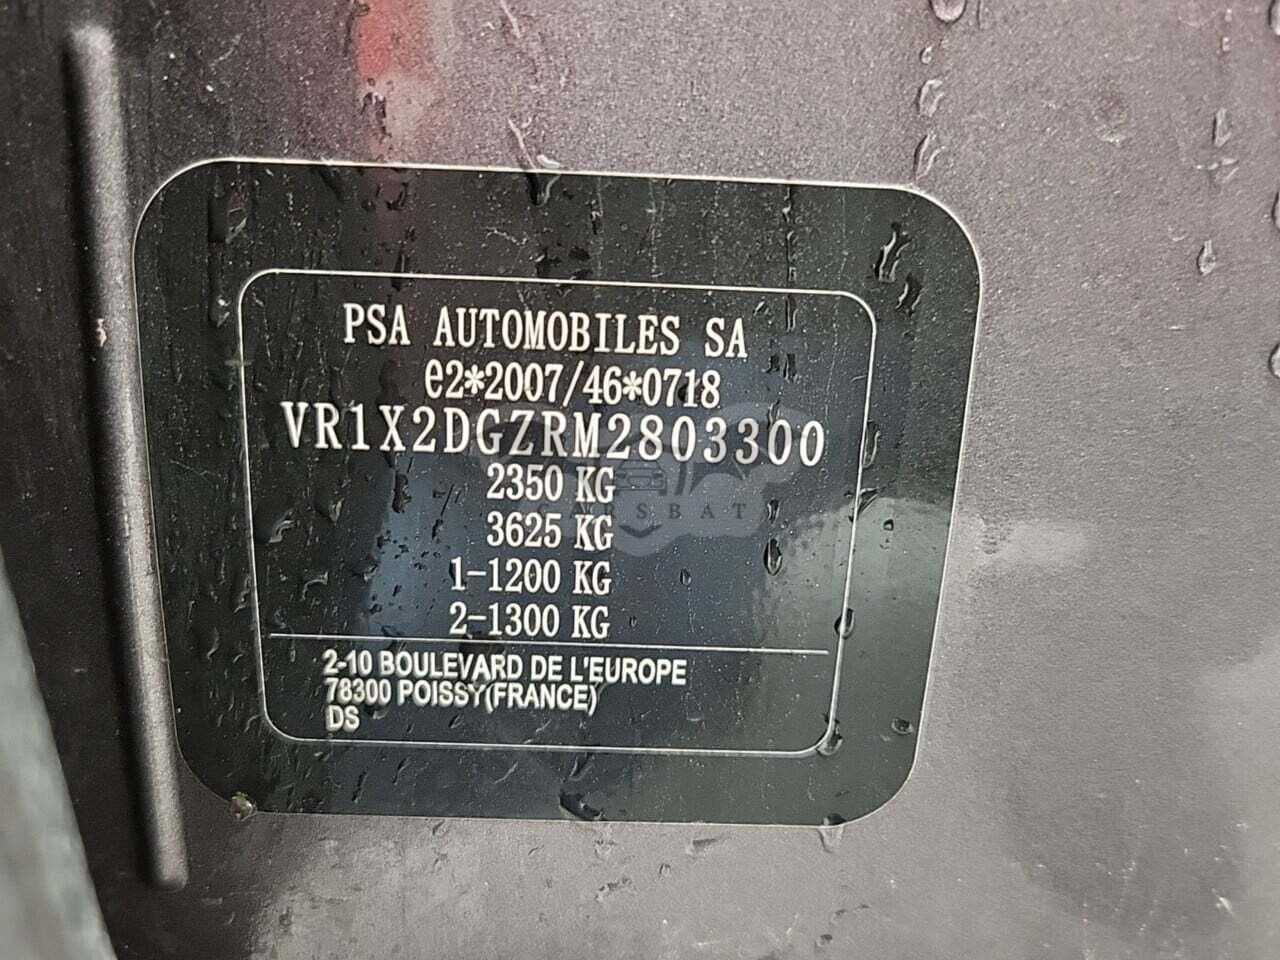 PSA AUTOMOBILES SA
e2*2007/46*0718
VR1X2DGZRM2803300
2350 KG
CARSBAT
3625 KG
1-1200 KG
2-1300 KG
2-10 BOULEVARD DE L'EUROPE
78300 POISSY(FRANCE)
DS